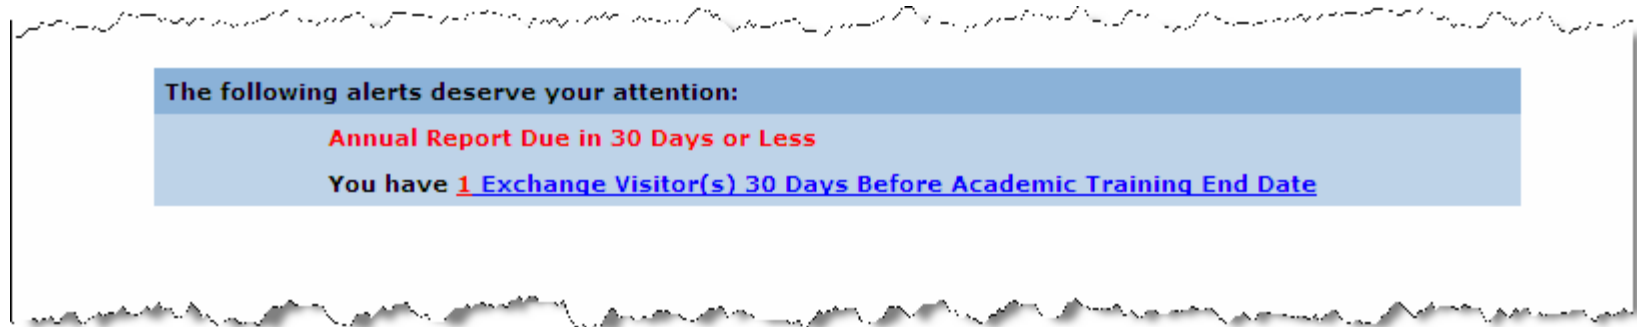 The following alerts deserve your attention:
Annual Report Due in 30 Days or Less
You have 1 Exchange Visitor(s) 30 Days Before Academic Training End Date